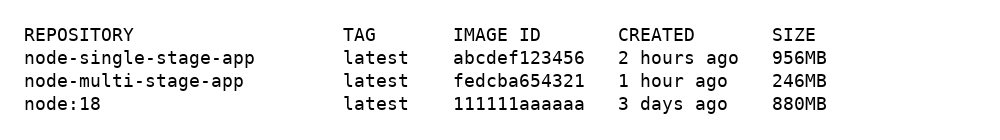 REPOSITORY                   TAG       IMAGE ID       CREATED       SIZE
node-single-stage-app        latest    abcdef123456   2 hours ago   956MB
node-multi-stage-app         latest    fedcba654321   1 hour ago    246MB
node:18                      latest    111111aaaaaa   3 days ago    880MB